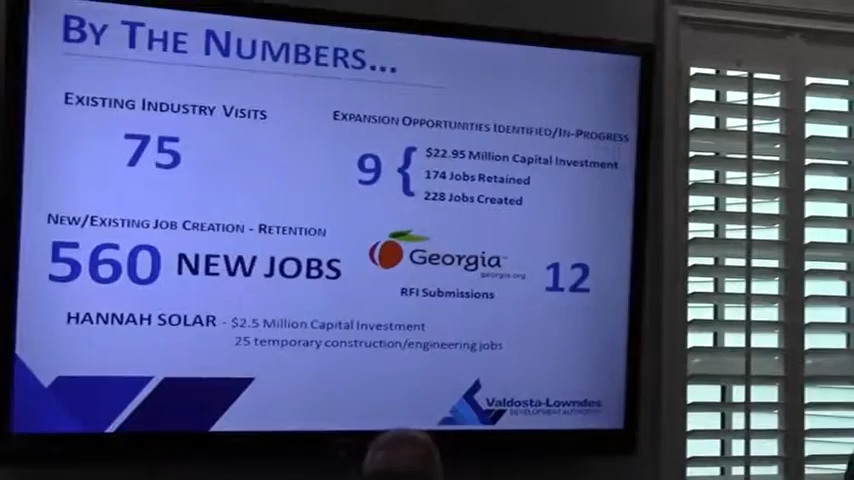 BY THE NUMBERS...
EXISTING INDUSTRY VISITS
75
EXPANSION OPPORTUNITIES IDENTIFIED/IN-PROGRESS
9
$22.95 MILLION CAPITAL INVESTMENT
174 JOBS RETAINED
228 JOBS CREATED
NEW/EXISTING JOB CREATION - RETENTION
560 NEW JOBS
Georgia
georgia.org
RFI SUBMISSIONS
12
HANNAH SOLAR - $2.5 Million Capital Investment
25 temporary construction/engineering jobs
Valdosta-Lowndes
DEVELOPMENT AUTHORITY